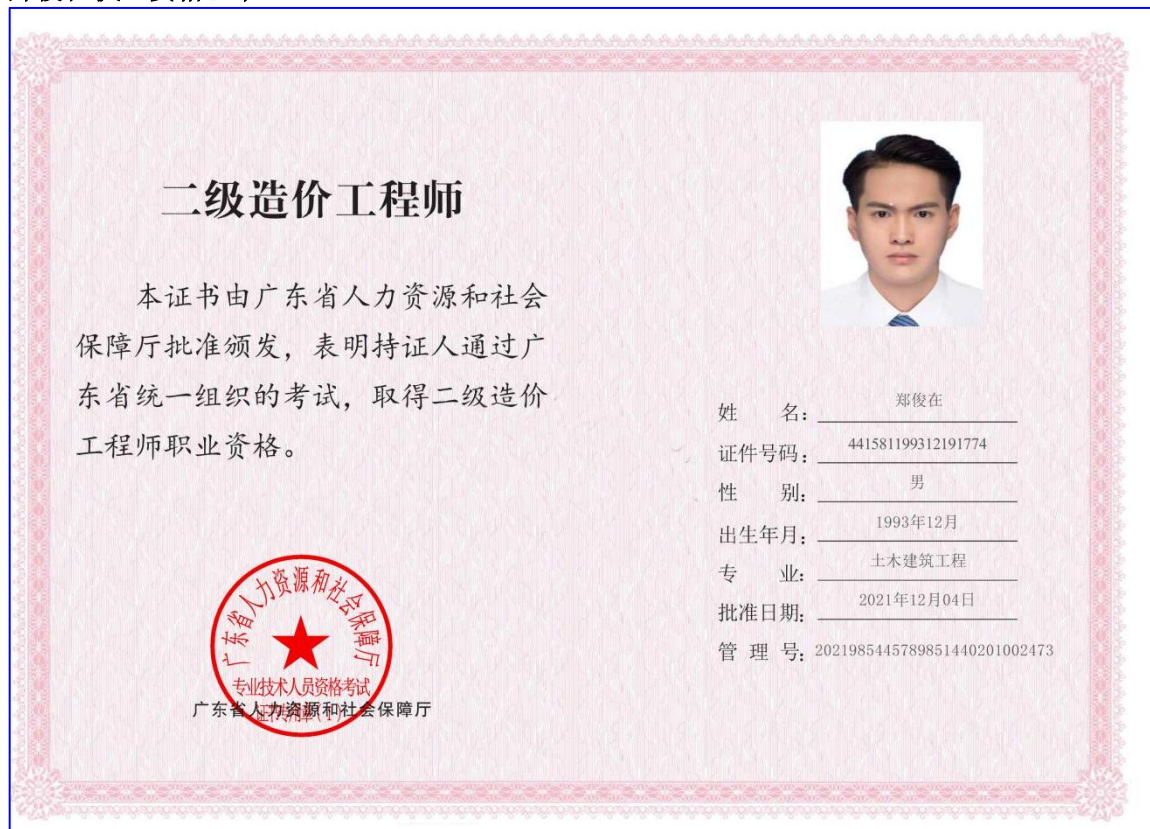 二级造价工程师
本证书由广东省人力资源和社会
保障厅批准颁发，表明持证人通过广
东省统一组织的考试，取得二级造价
工程师职业资格。
姓 名：郑俊在
证件号码：441581199312191774
性 别：男
出生年月：1993年12月
专 业：土木建筑工程
批准日期：2021年12月04日
管 理 号：20219854457898514402010024​73
广东省人力资源和社会保障厅
专业技术人员资格考试
证书专用章（1）
广东省人力资源和社会保障厅